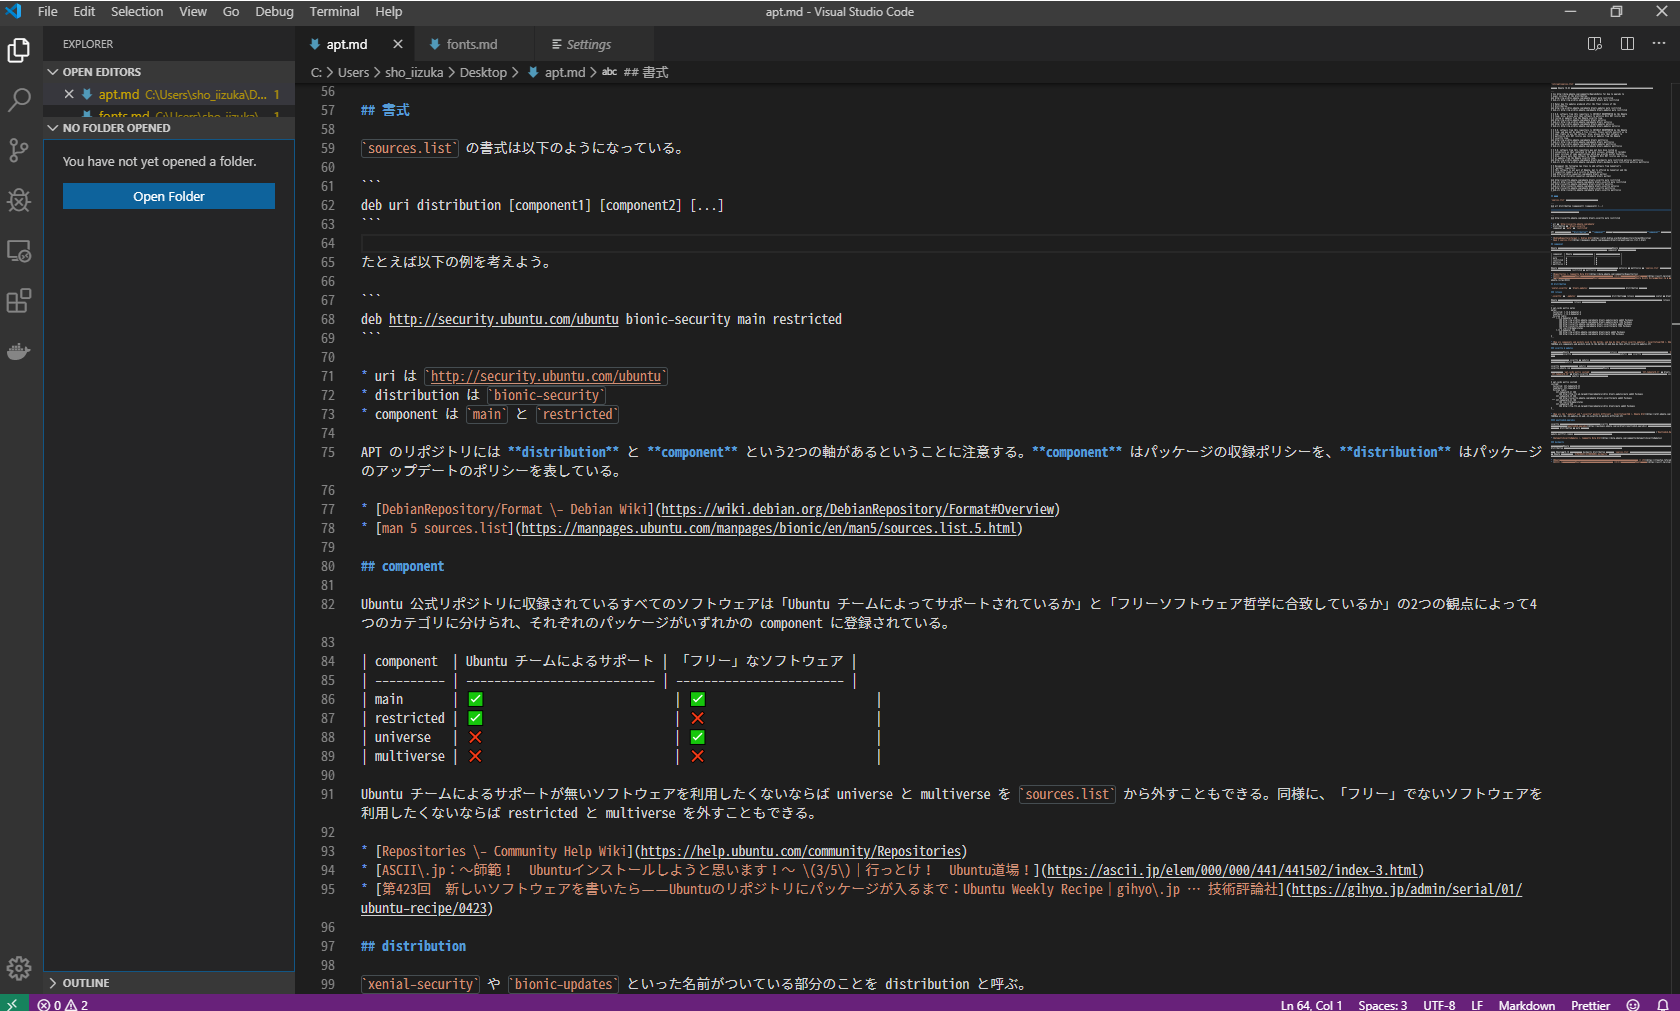 File Edit Selection View Go Debug Terminal Help
apt.md - Visual Studio Code
EXPLORER
OPEN EDITORS
apt.md C:\Users\sho_iizuka\D... 1
fonts.md C:\Users\sho_iizuka\... 1
NO FOLDER OPENED
You have not yet opened a folder.
Open Folder
OUTLINE
apt.md
fonts.md
Settings
C: > Users > sho_iizuka > Desktop > apt.md > abc ## 書式
56
57 ## 書式
58
59 `sources.list` の書式は以下のようになっている。
60
61 ```
62 deb uri distribution [component1] [component2] [...]
63 ```
64
65 たとえば以下の例を考えよう。
66
67 ```
68 deb http://security.ubuntu.com/ubuntu bionic-security main restricted
69 ```
70
71 * uri は `http://security.ubuntu.com/ubuntu`
72 * distribution は `bionic-security`
73 * component は `main` と `restricted`
74
75 APT のリポジトリには **distribution** と **component** という2つの軸があるということに注意する。**component** はパッケージの収録ポリシーを、**distribution** はパッケージ
のアップデートのポリシーを表している。
76
77 * [DebianRepository/Format \- Debian Wiki](https://wiki.debian.org/DebianRepository/Format#Overview)
78 * [man 5 sources.list](https://manpages.ubuntu.com/manpages/bionic/en/man5/sources.list.5.html)
79
80 ## component
81
82 Ubuntu 公式リポジトリに収録されているすべてのソフトウェアは「Ubuntu チームによってサポートされているか」と「フリーソフトウェア哲学に合致しているか」の2つの観点によって4
つのカテゴリに分けられ、それぞれのパッケージがいずれかの component に登録されている。
83
84 | component | Ubuntu チームによるサポート | 「フリー」なソフトウェア |
85 | ---------- | --------------------------- | ------------------------ |
86 | main | ✅ | ✅ |
87 | restricted | ✅ | ❌ |
88 | universe | ❌ | ✅ |
89 | multiverse | ❌ | ❌ |
90
91 Ubuntu チームによるサポートが無いソフトウェアを利用したくないならば universe と multiverse を `sources.list` から外すこともできる。同様に、「フリー」でないソフトウェアを
利用したくないならば restricted と multiverse を外すこともできる。
92
93 * [Repositories \- Community Help Wiki](https://help.ubuntu.com/community/Repositories)
94 * [ASCII\.jp：～師範！　Ubuntuインストールしようと思います！～ \(3/5\)｜行っとけ！　Ubuntu道場！](https://ascii.jp/elem/000/000/441/441502/index-3.html)
95 * [第423回　新しいソフトウェアを書いたら――Ubuntuのリポジトリにパッケージが入るまで：Ubuntu Weekly Recipe｜gihyo\.jp … 技術評論社](https://gihyo.jp/admin/serial/01/
ubuntu-recipe/0423)
96
97 ## distribution
98
99 `xenial-security` や `bionic-updates` といった名前がついている部分のことを distribution と呼ぶ。
0 2
Ln 64, Col 1 Spaces: 3 UTF-8 LF Markdown Prettier